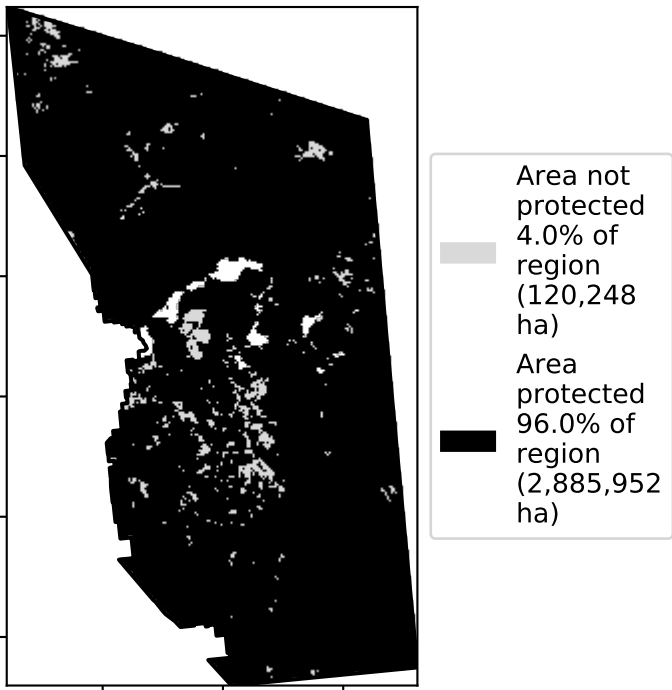 Area not
protected
4.0% of
region
(120,248
ha)
Area
protected
96.0% of
region
(2,885,952
ha)